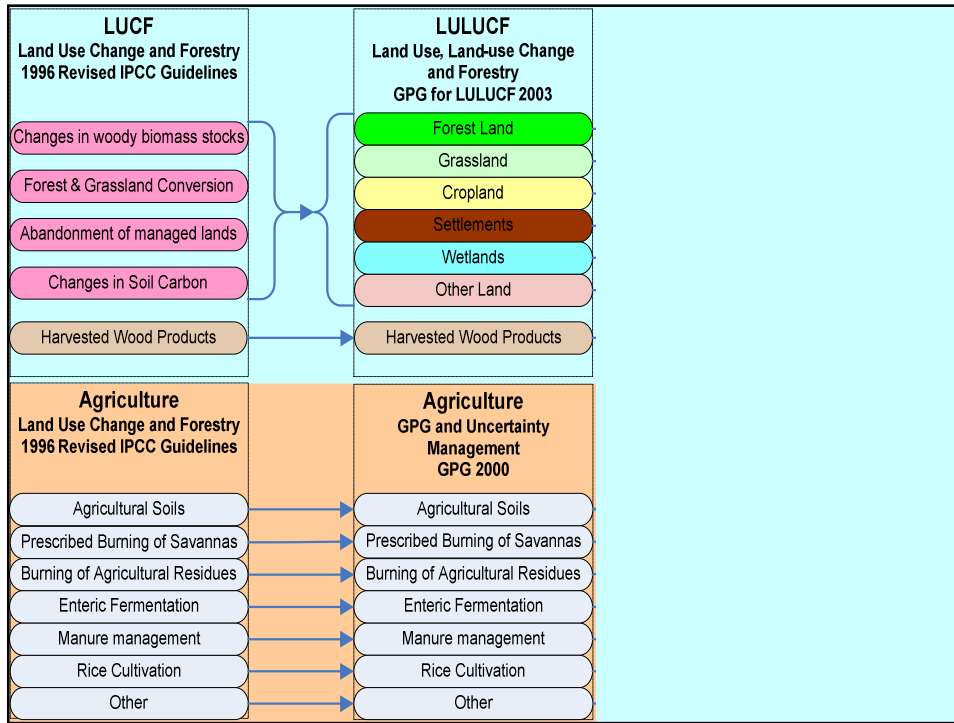 LUCF
Land Use Change and Forestry
1996 Revised IPCC Guidelines
Changes in woody biomass stocks
Forest & Grassland Conversion
Abandonment of managed lands
Changes in Soil Carbon
Harvested Wood Products
LULUCF
Land Use, Land-use Change
and Forestry
GPG for LULUCF 2003
Forest Land
Grassland
Cropland
Settlements
Wetlands
Other Land
Harvested Wood Products
Agriculture
Land Use Change and Forestry
1996 Revised IPCC Guidelines
Agricultural Soils
Prescribed Burning of Savannas
Burning of Agricultural Residues
Enteric Fermentation
Manure management
Rice Cultivation
Other
Agriculture
GPG and Uncertainty
Management
GPG 2000
Agricultural Soils
Prescribed Burning of Savannas
Burning of Agricultural Residues
Enteric Fermentation
Manure management
Rice Cultivation
Other